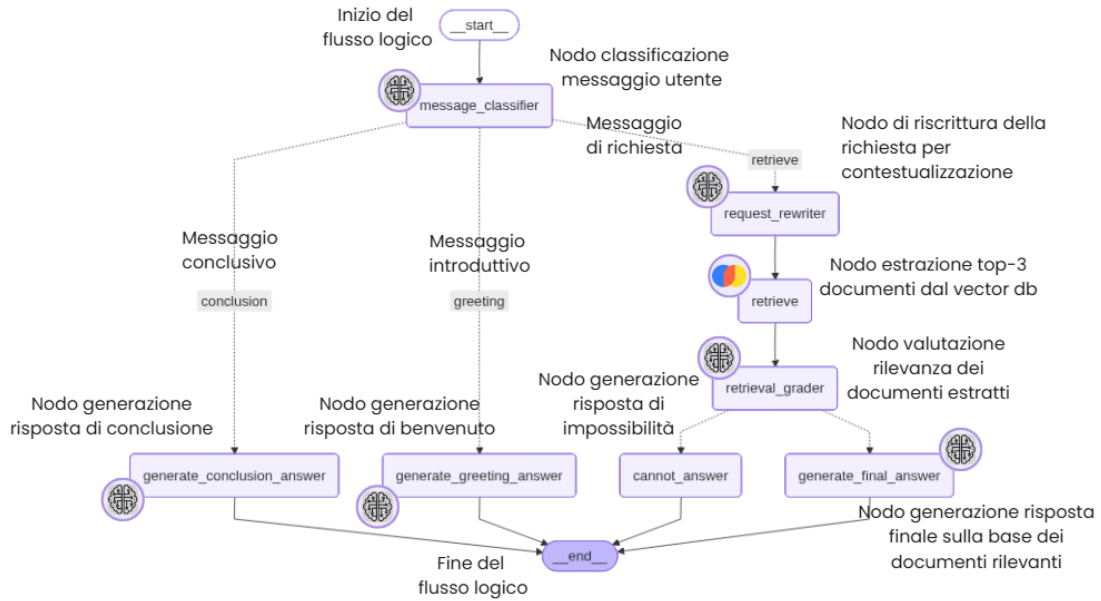 Inizio del
flusso logico
__start__
Nodo classificazione
messaggio utente
message_classifier
Messaggio
di richiesta
retrieve
Nodo di riscrittura della
richiesta per
contestualizzazione
request_rewriter
Messaggio
conclusivo
conclusion
Messaggio
introduttivo
greeting
Nodo estrazione top-3
documenti dal vector db
retrieve
Nodo valutazione
rilevanza dei
documenti estratti
retrieval_grader
Nodo generazione
risposta di
impossibilità
Nodo generazione
risposta di conclusione
Nodo generazione
risposta di benvenuto
generate_conclusion_answer
generate_greeting_answer
cannot_answer
generate_final_answer
Nodo generazione risposta
finale sulla base dei
documenti rilevanti
__end__
Fine del
flusso logico